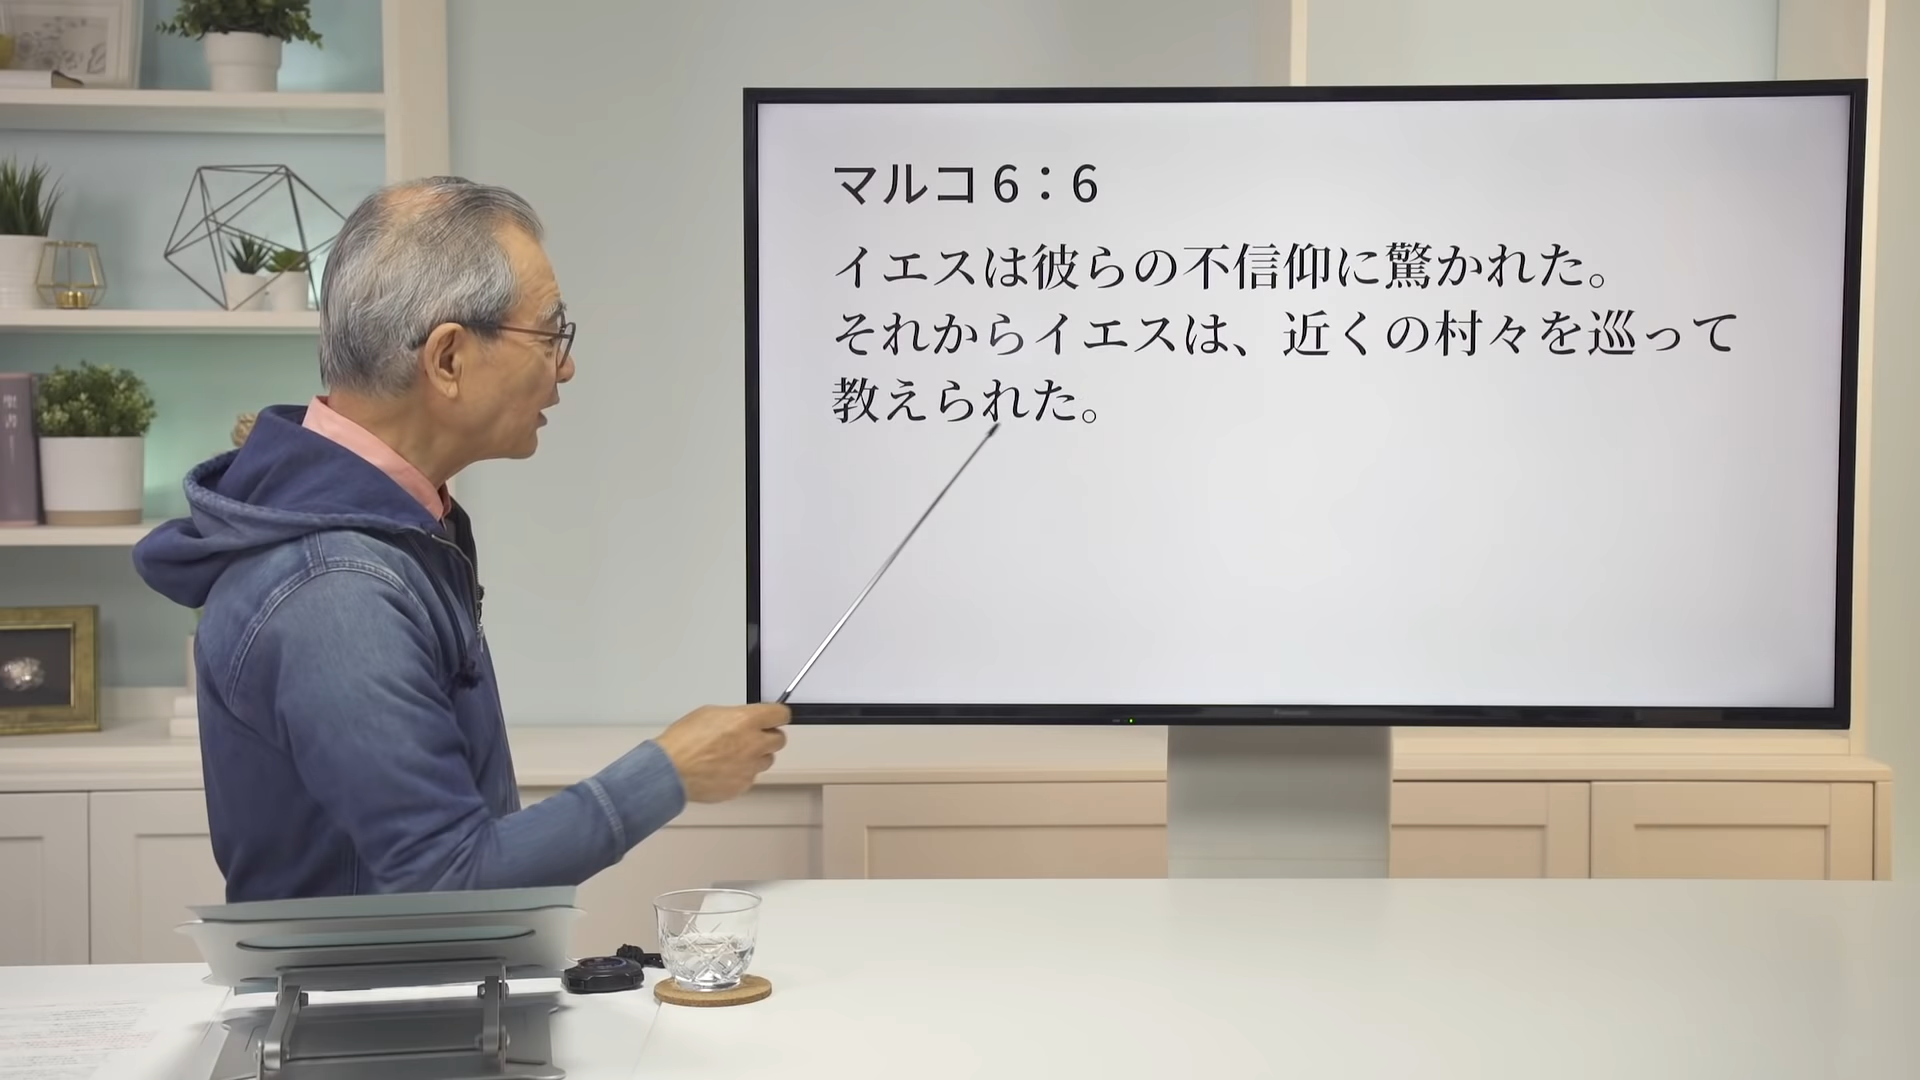 マルコ 6：6
イエスは彼らの不信仰に驚かれた。
それからイエスは、近くの村々を巡って
教えられた。
聖書